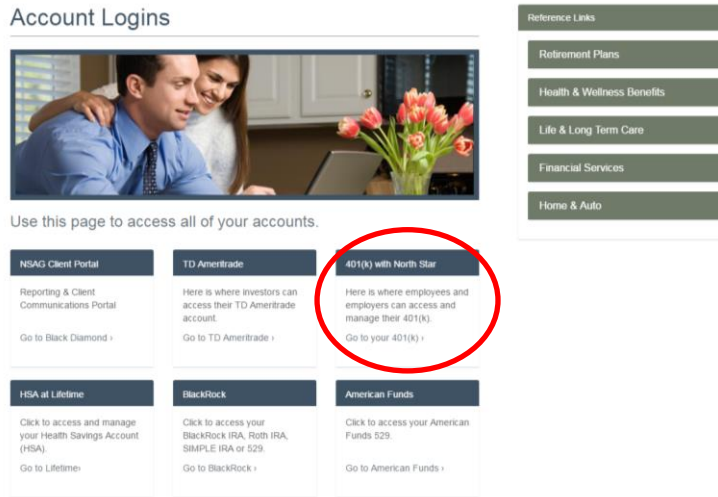 Account Logins
Use this page to access all of your accounts.
NSAG Client Portal
Reporting & Client
Communications Portal
Go to Black Diamond ›
TD Ameritrade
Here is where investors can
access their TD Ameritrade
account.
Go to TD Ameritrade ›
401(k) with North Star
Here is where employees and
employers can access and
manage their 401(k).
Go to your 401(k) ›
HSA at Lifetime
Click to access and manage
your Health Savings Account
(HSA).
Go to Lifetime›
BlackRock
Click to access your
BlackRock IRA, Roth IRA,
SIMPLE IRA or 529.
Go to BlackRock ›
American Funds
Click to access your American
Funds 529.
Go to American Funds ›
Reference Links
Retirement Plans
Health & Wellness Benefits
Life & Long Term Care
Financial Services
Home & Auto